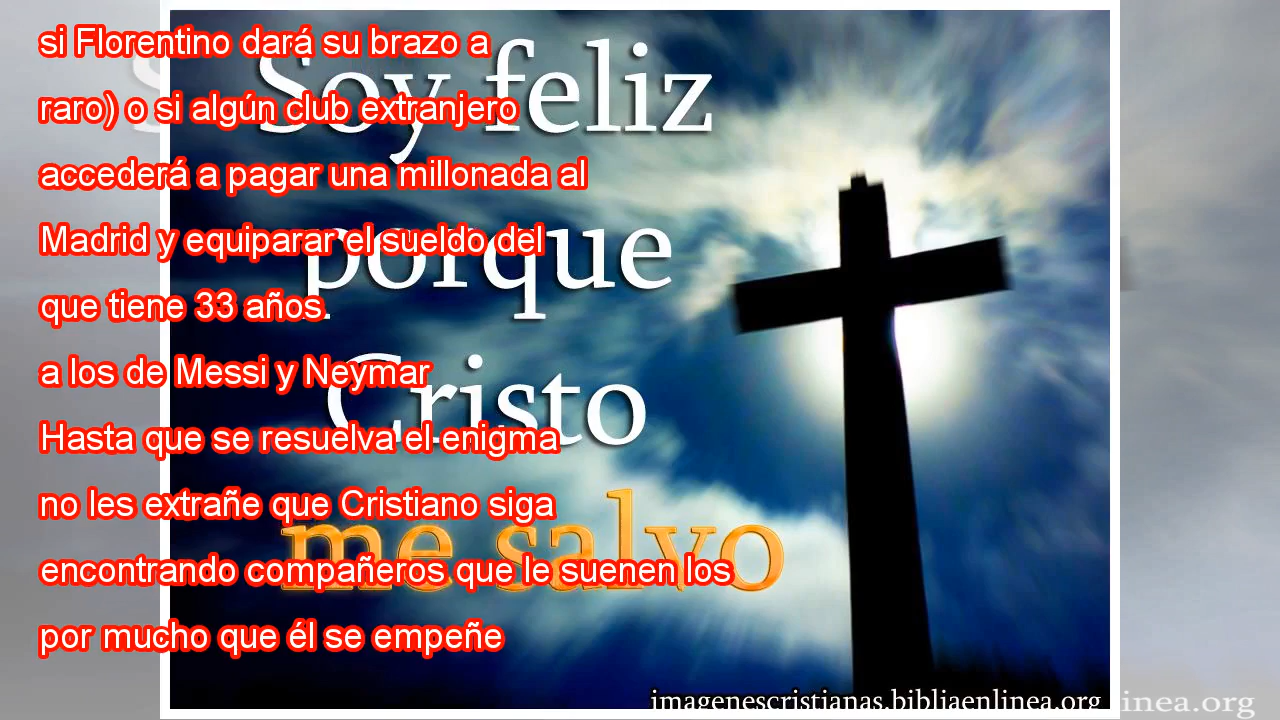 si Florentino dará su brazo a
raro) o si algún club extranjero
accederá a pagar una millonada al
Madrid y equiparar el sueldo del
que tiene 33 años.
a los de Messi y Neymar
Hasta que se resuelva el enigma
no les extrañe que Cristiano siga
encontrando compañeros que le suenen los
por mucho que él se empeñe
Soy feliz
porque
Cristo
me salvo
imagenescristianas.bibliaenlinea.org
inea.org